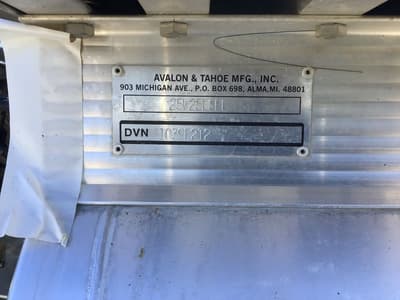 AVALON & TAHOE MFG., INC.
903 MICHIGAN AVE., P.O. BOX 698, ALMA, MI. 48801
DVN